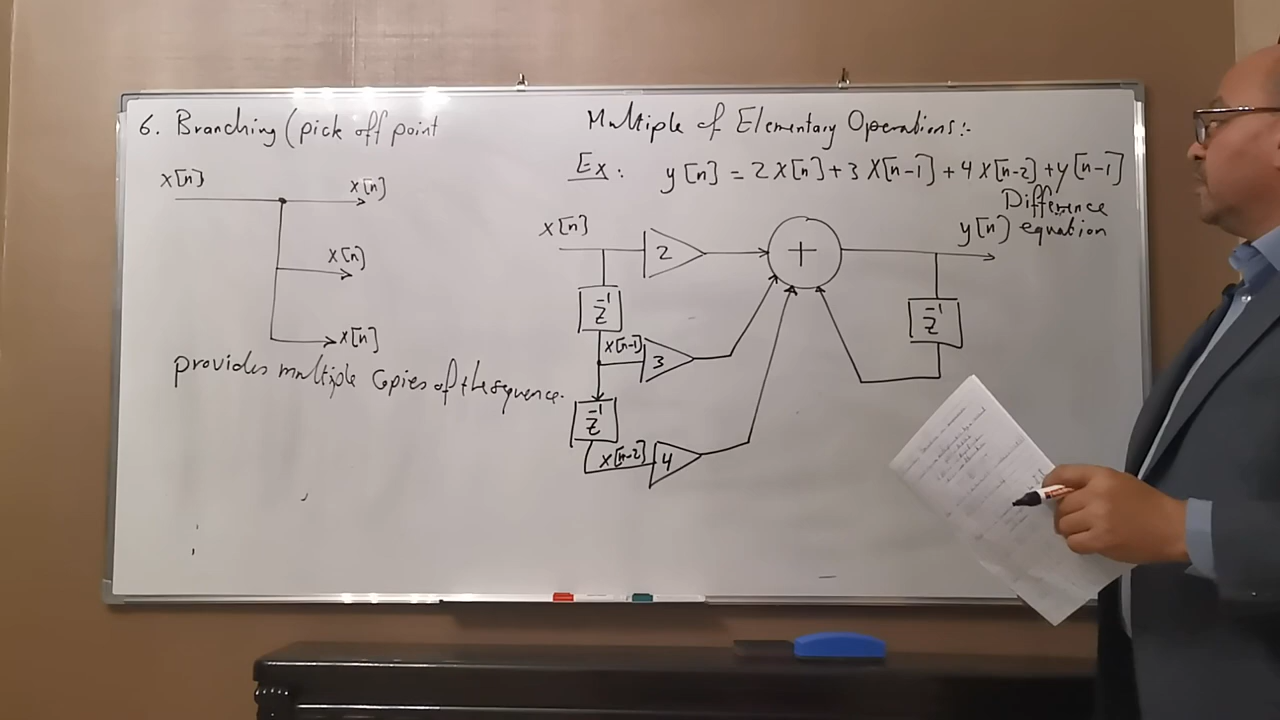 6. Branching (pick off point
x[n]
x[n]
x[n]
x[n]
provides multiple copies of the sequence.
Multiple of Elementary Operations:-
Ex: y[n] = 2x[n]+3x[n-1]+4x[n-2]+y[n-1]
Difference
equation
x[n]
2
+
y[n]
z⁻¹
z⁻¹
x[n-1]
3
z⁻¹
x[n-2]
4